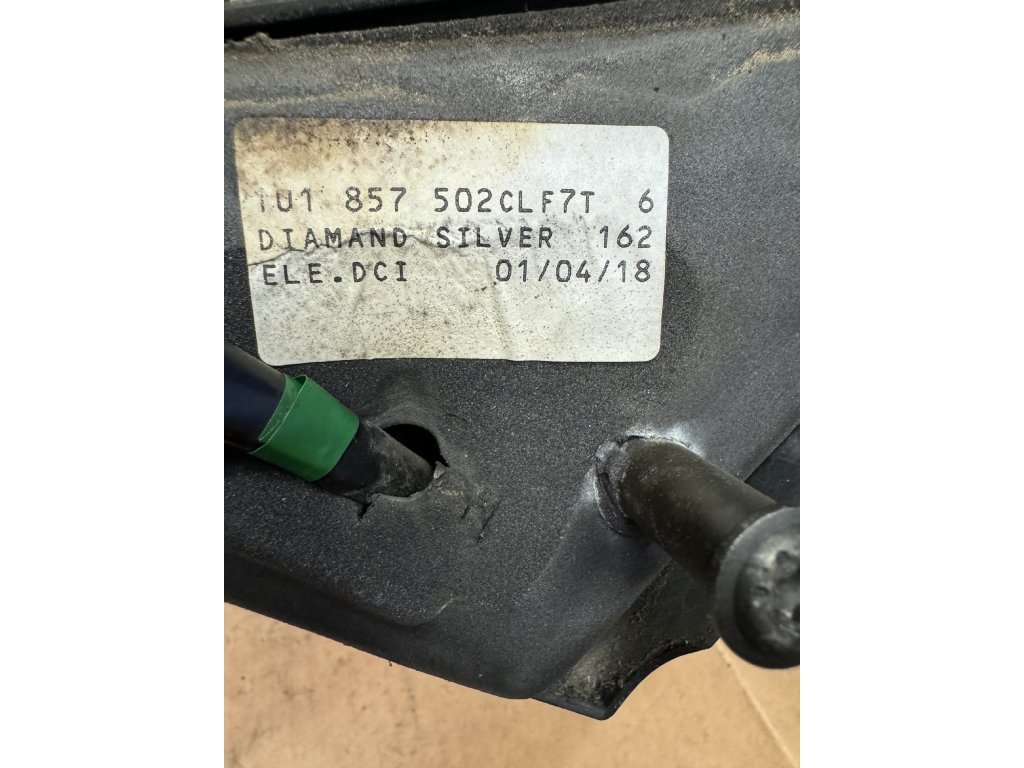 1U1 857 502CLF7T 6
DIAMAND SILVER 162
ELE.DCI 01/04/18